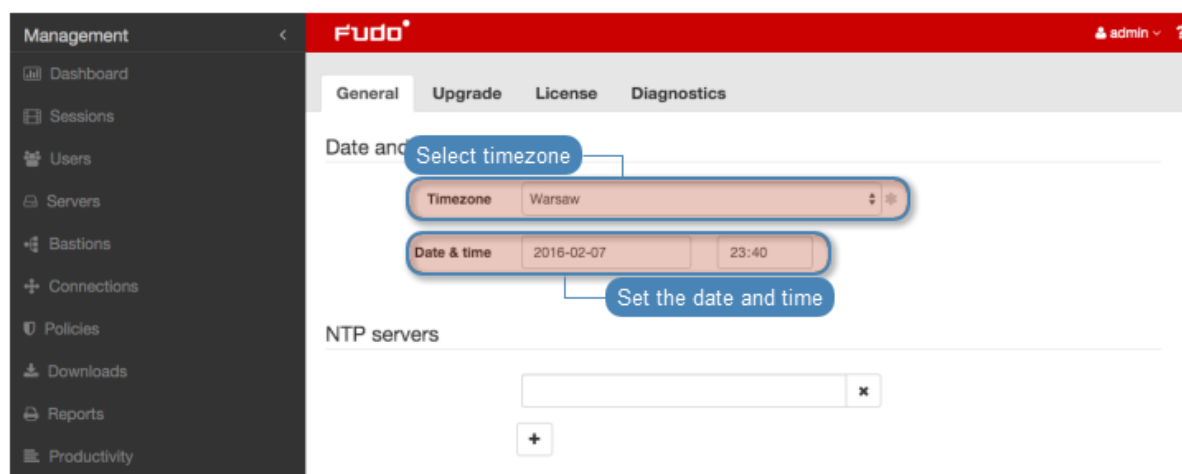 Management
FUDO
admin
?
Dashboard
Sessions
Users
Servers
Bastions
Connections
Policies
Downloads
Reports
Productivity
General Upgrade License Diagnostics
Date and
Select timezone
Timezone Warsaw
Date & time 2016-02-07 23:40
Set the date and time
NTP servers